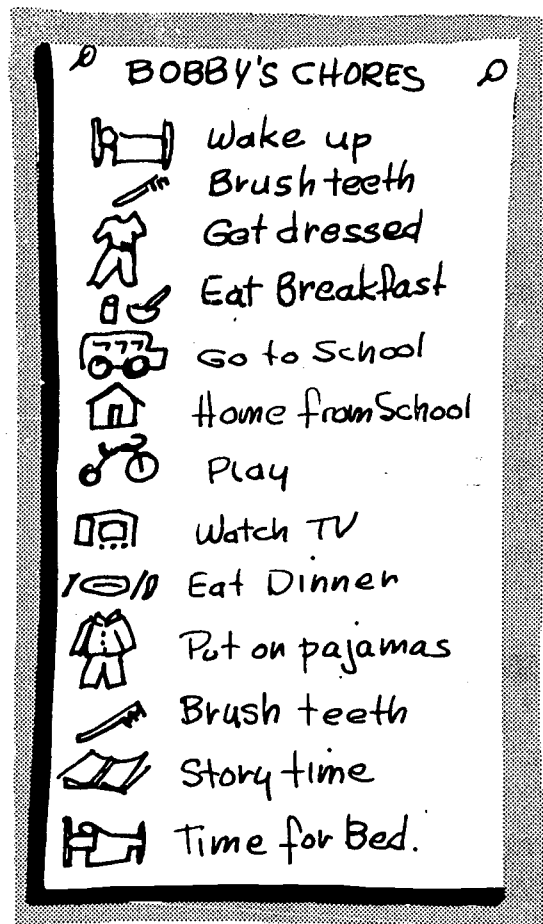 BOBBY'S CHORES
Wake up
Brush teeth
Get dressed
Eat Breakfast
Go to School
Home from School
Play
Watch TV
Eat Dinner
Put on pajamas
Brush teeth
Story time
Time for Bed.